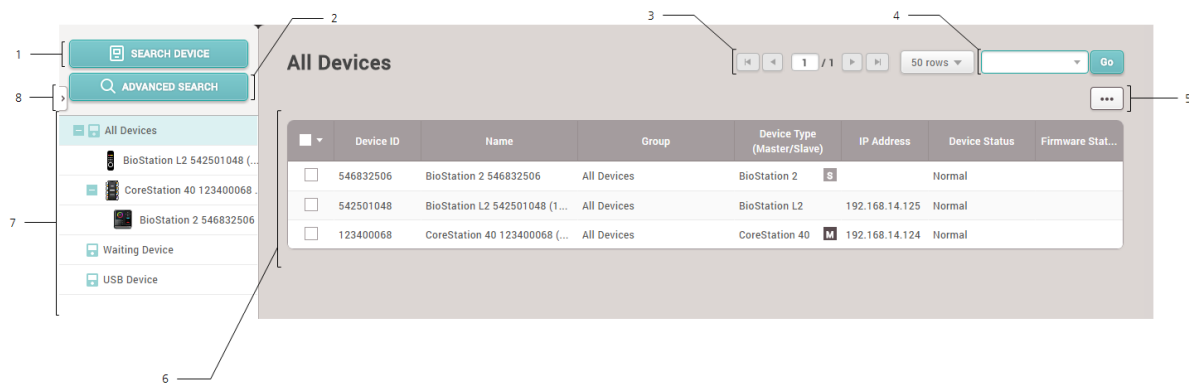 2
3
4
1
SEARCH DEVICE
All Devices
1 / 1
50 rows
Go
8
ADVANCED SEARCH
5
All Devices
Device ID
Name
Group
Device Type
(Master/Slave)
IP Address
Device Status
Firmware Stat...
BioStation L2 542501048 (...
546832506 BioStation 2 546832506 All Devices BioStation 2 S Normal
CoreStation 40 123400068 .
542501048 BioStation L2 542501048 (1... All Devices BioStation L2 192.168.14.125 Normal
7
BioStation 2 546832506
123400068 CoreStation 40 123400068 (... All Devices CoreStation 40 M 192.168.14.124 Normal
Waiting Device
USB Device
6